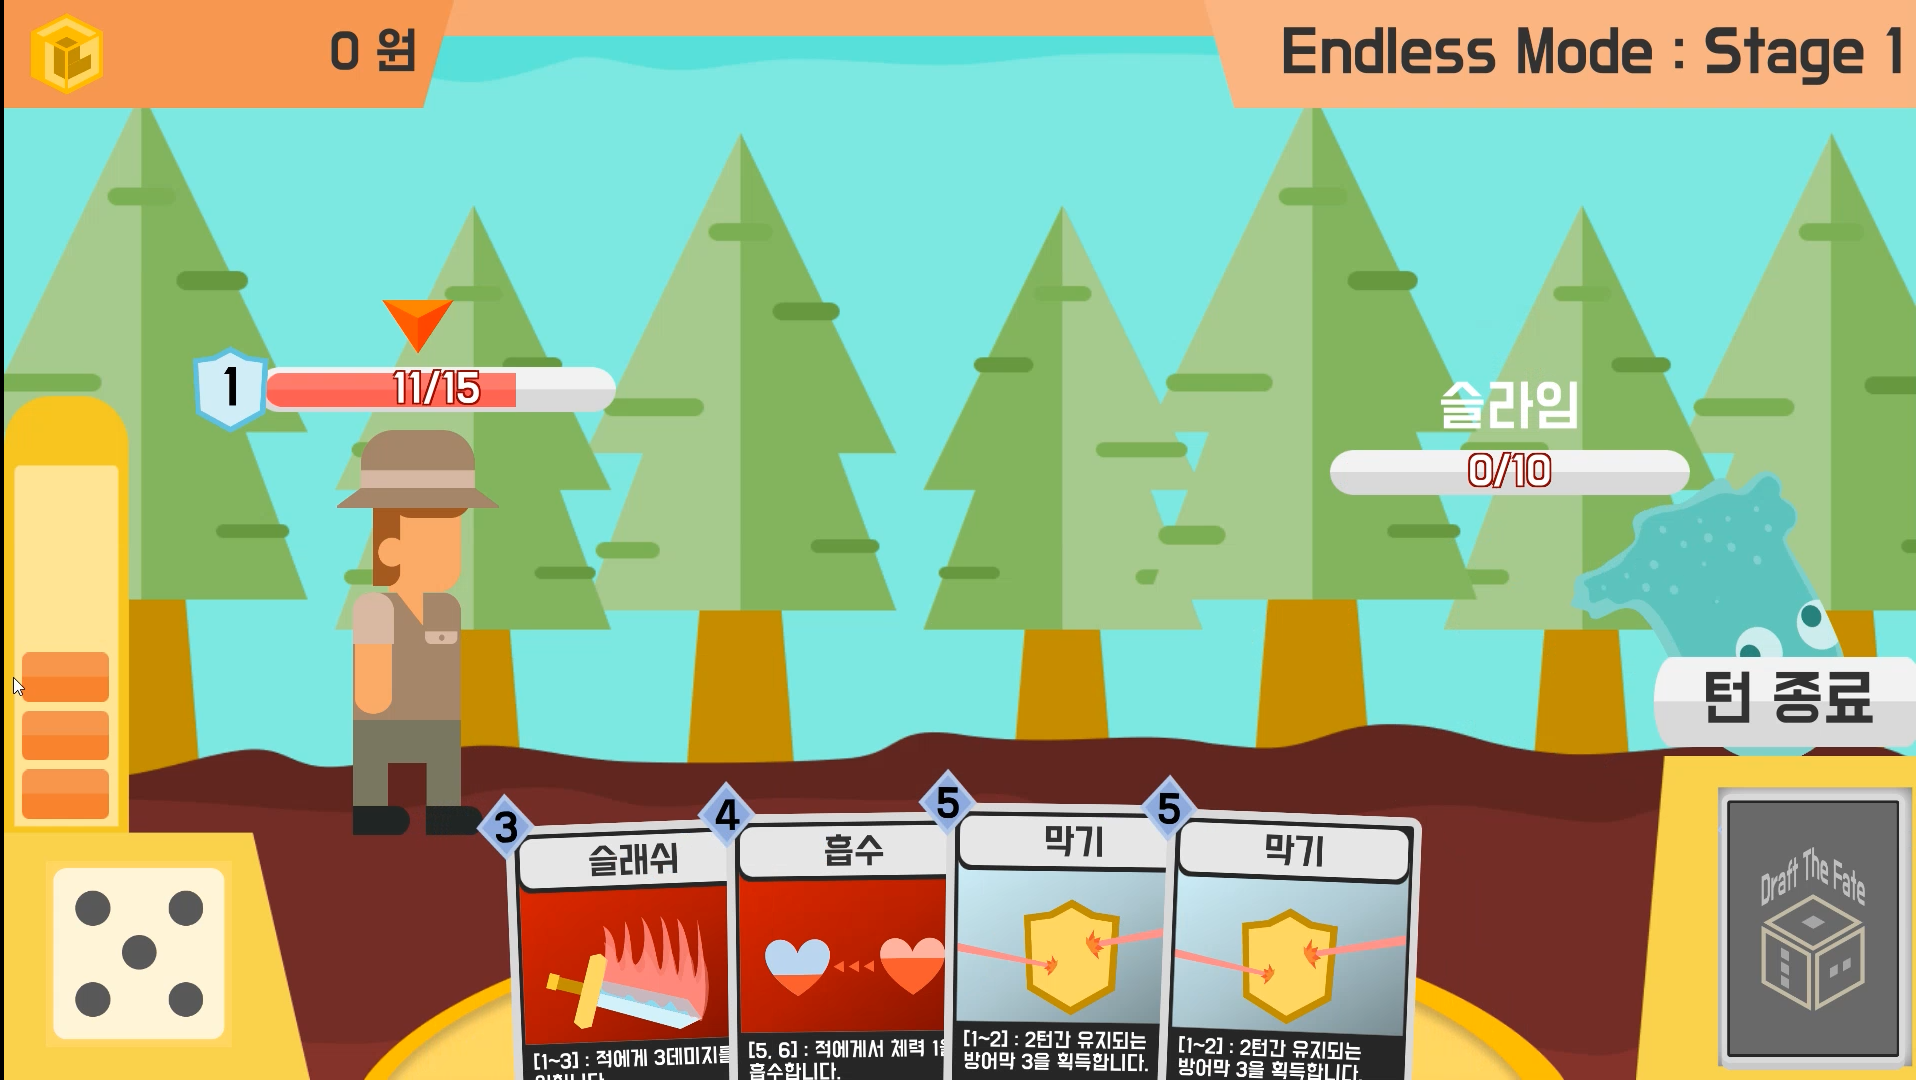 0 원
Endless Mode : Stage 1
1
11/15
슬라임
0/10
턴 종료
3
슬래쉬
[1~3] : 적에게 3데미지를
4
흡수
[5, 6] : 적에게서 체력 1을
흡수합니다.
5
막기
[1~2] : 2턴간 유지되는
방어막 3을 획득합니다.
5
막기
[1~2] : 2턴간 유지되는
방어막 3을 획득합니다.
Draft The Fate